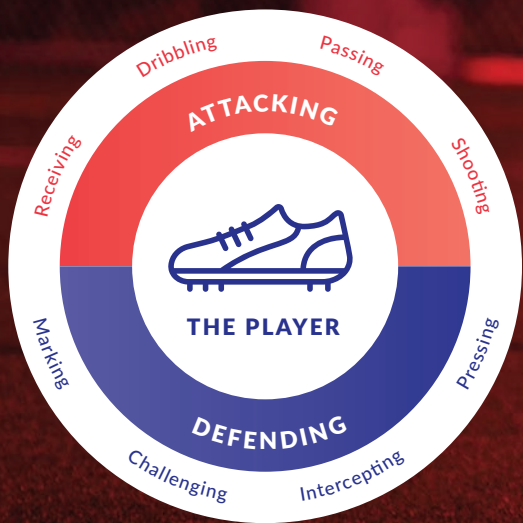 Receiving
Dribbling
Passing
Shooting
ATTACKING
THE PLAYER
DEFENDING
Marking
Challenging
Intercepting
Pressing